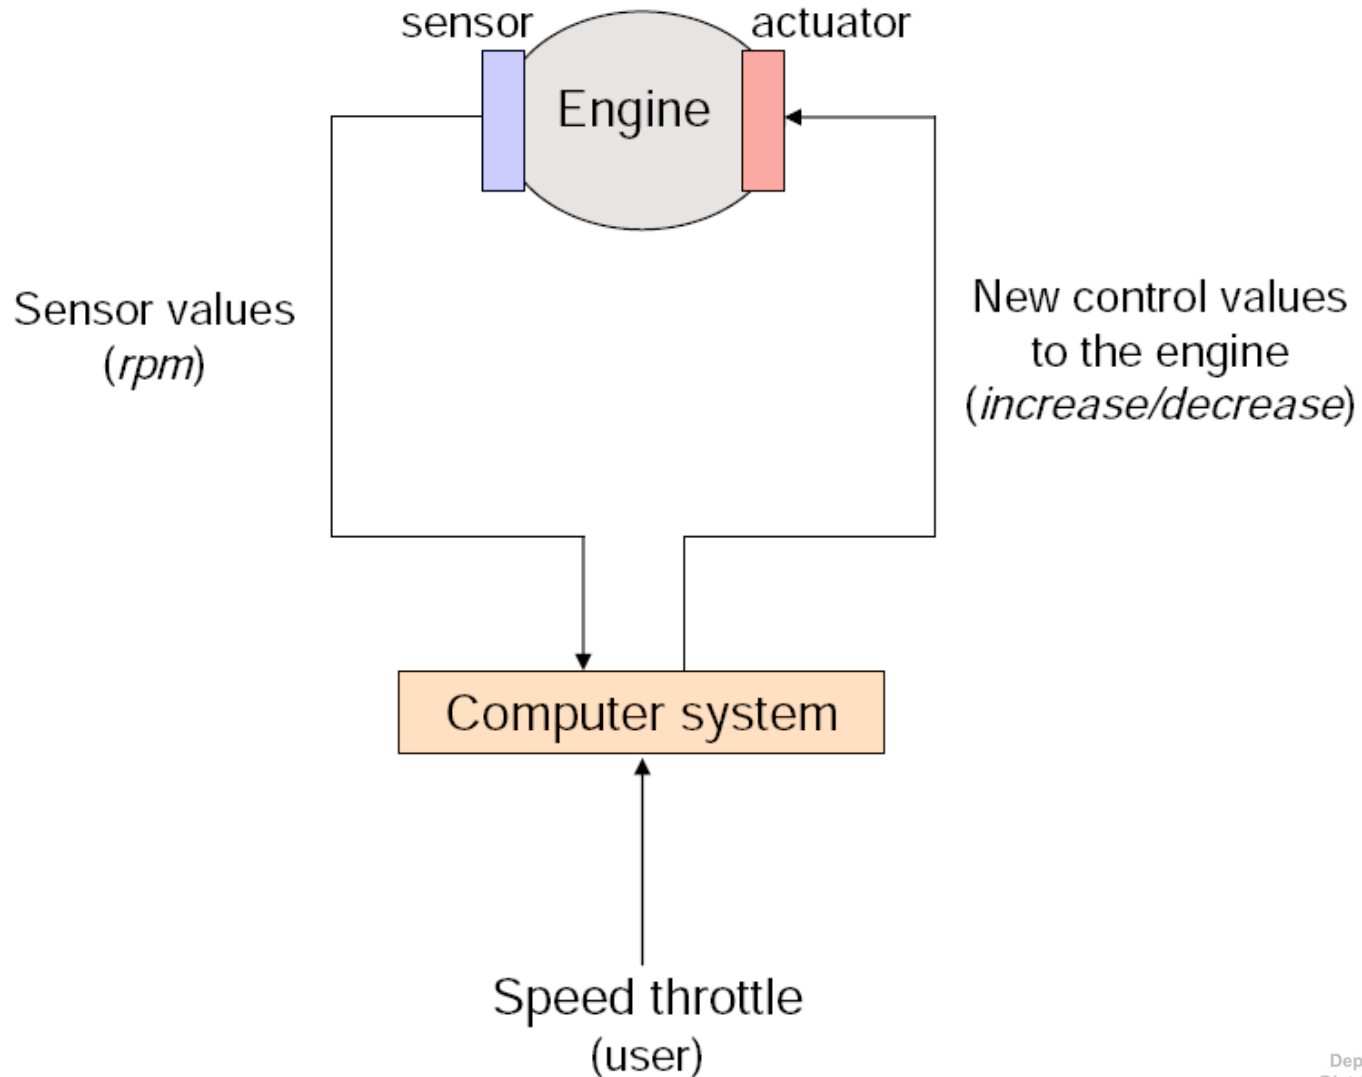 sensor
actuator
Engine
Sensor values
(rpm)
New control values
to the engine
(increase/decrease)
Computer system
Speed throttle
(user)
Dep